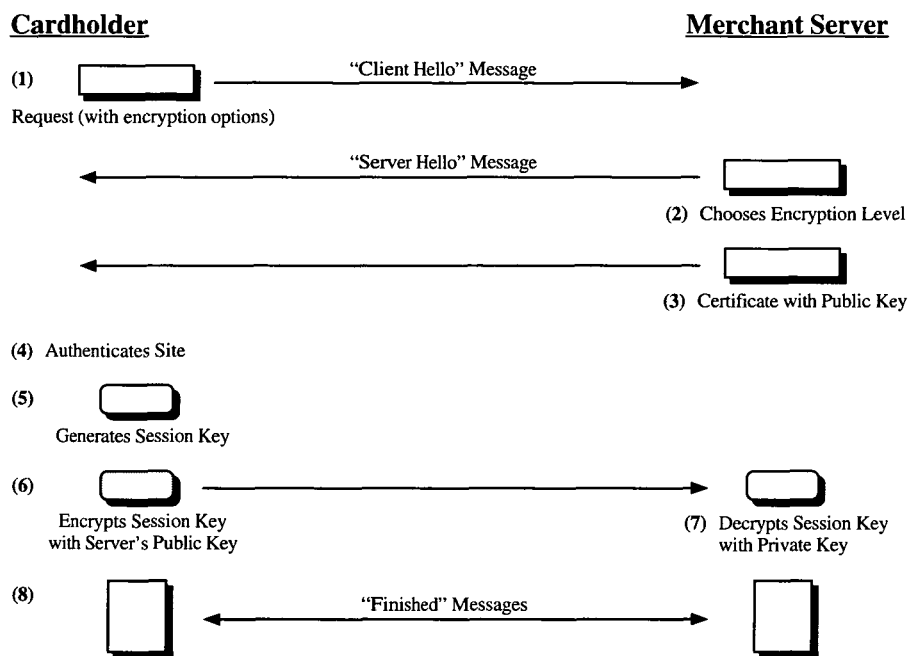 Cardholder
Merchant Server
(1)
"Client Hello" Message
Request (with encryption options)
"Server Hello" Message
(2) Chooses Encryption Level
(3) Certificate with Public Key
(4) Authenticates Site
(5)
Generates Session Key
(6)
Encrypts Session Key
with Server's Public Key
(7) Decrypts Session Key
with Private Key
(8)
"Finished" Messages